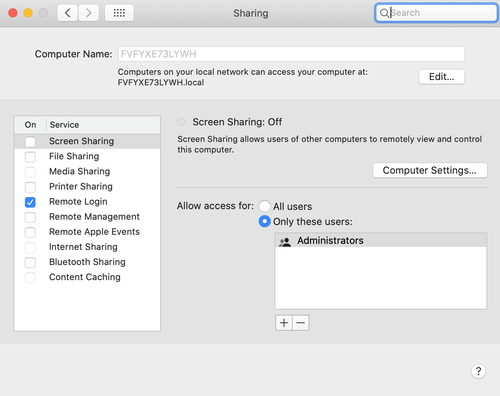 Sharing
Search
Computer Name: FVFYXE73LYWH
Computers on your local network can access your computer at:
FVFYXE73LYWH.local
Edit...
On Service
Screen Sharing
File Sharing
Media Sharing
Printer Sharing
Remote Login
Remote Management
Remote Apple Events
Internet Sharing
Bluetooth Sharing
Content Caching
Screen Sharing: Off
Screen Sharing allows users of other computers to remotely view and control
this computer.
Computer Settings...
Allow access for: All users
Only these users:
Administrators
+ −
?